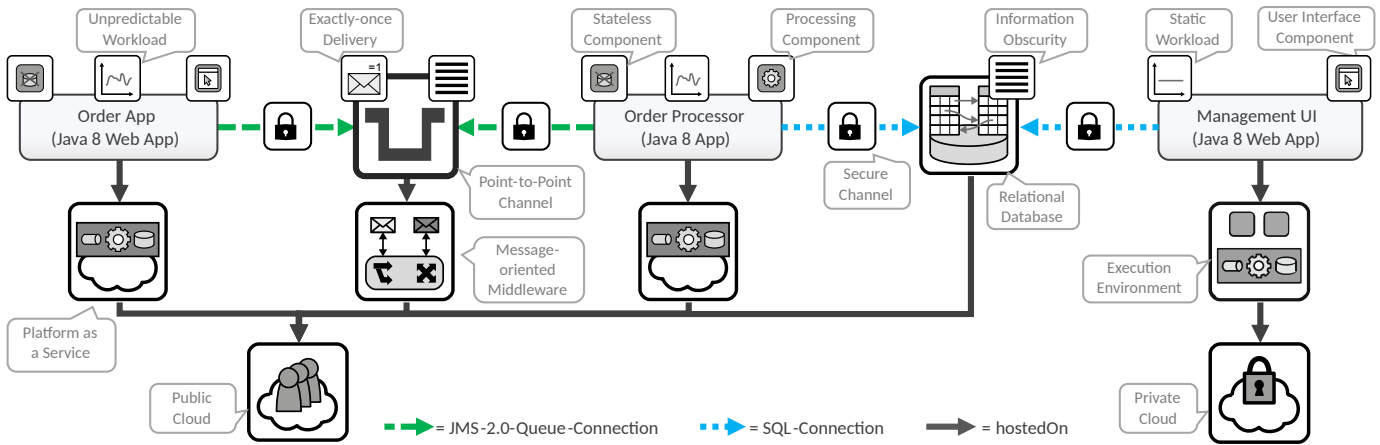 Unpredictable
Workload
Exactly-once
Delivery
Stateless
Component
Processing
Component
Information
Obscurity
Static
Workload
User Interface
Component
=1
Order App
(Java 8 Web App)
Order Processor
(Java 8 App)
Management UI
(Java 8 Web App)
Point-to-Point
Channel
Secure
Channel
Relational
Database
Message-
oriented
Middleware
Execution
Environment
Platform as
a Service
Public
Cloud
Private
Cloud
= JMS-2.0-Queue-Connection
= SQL-Connection
= hostedOn